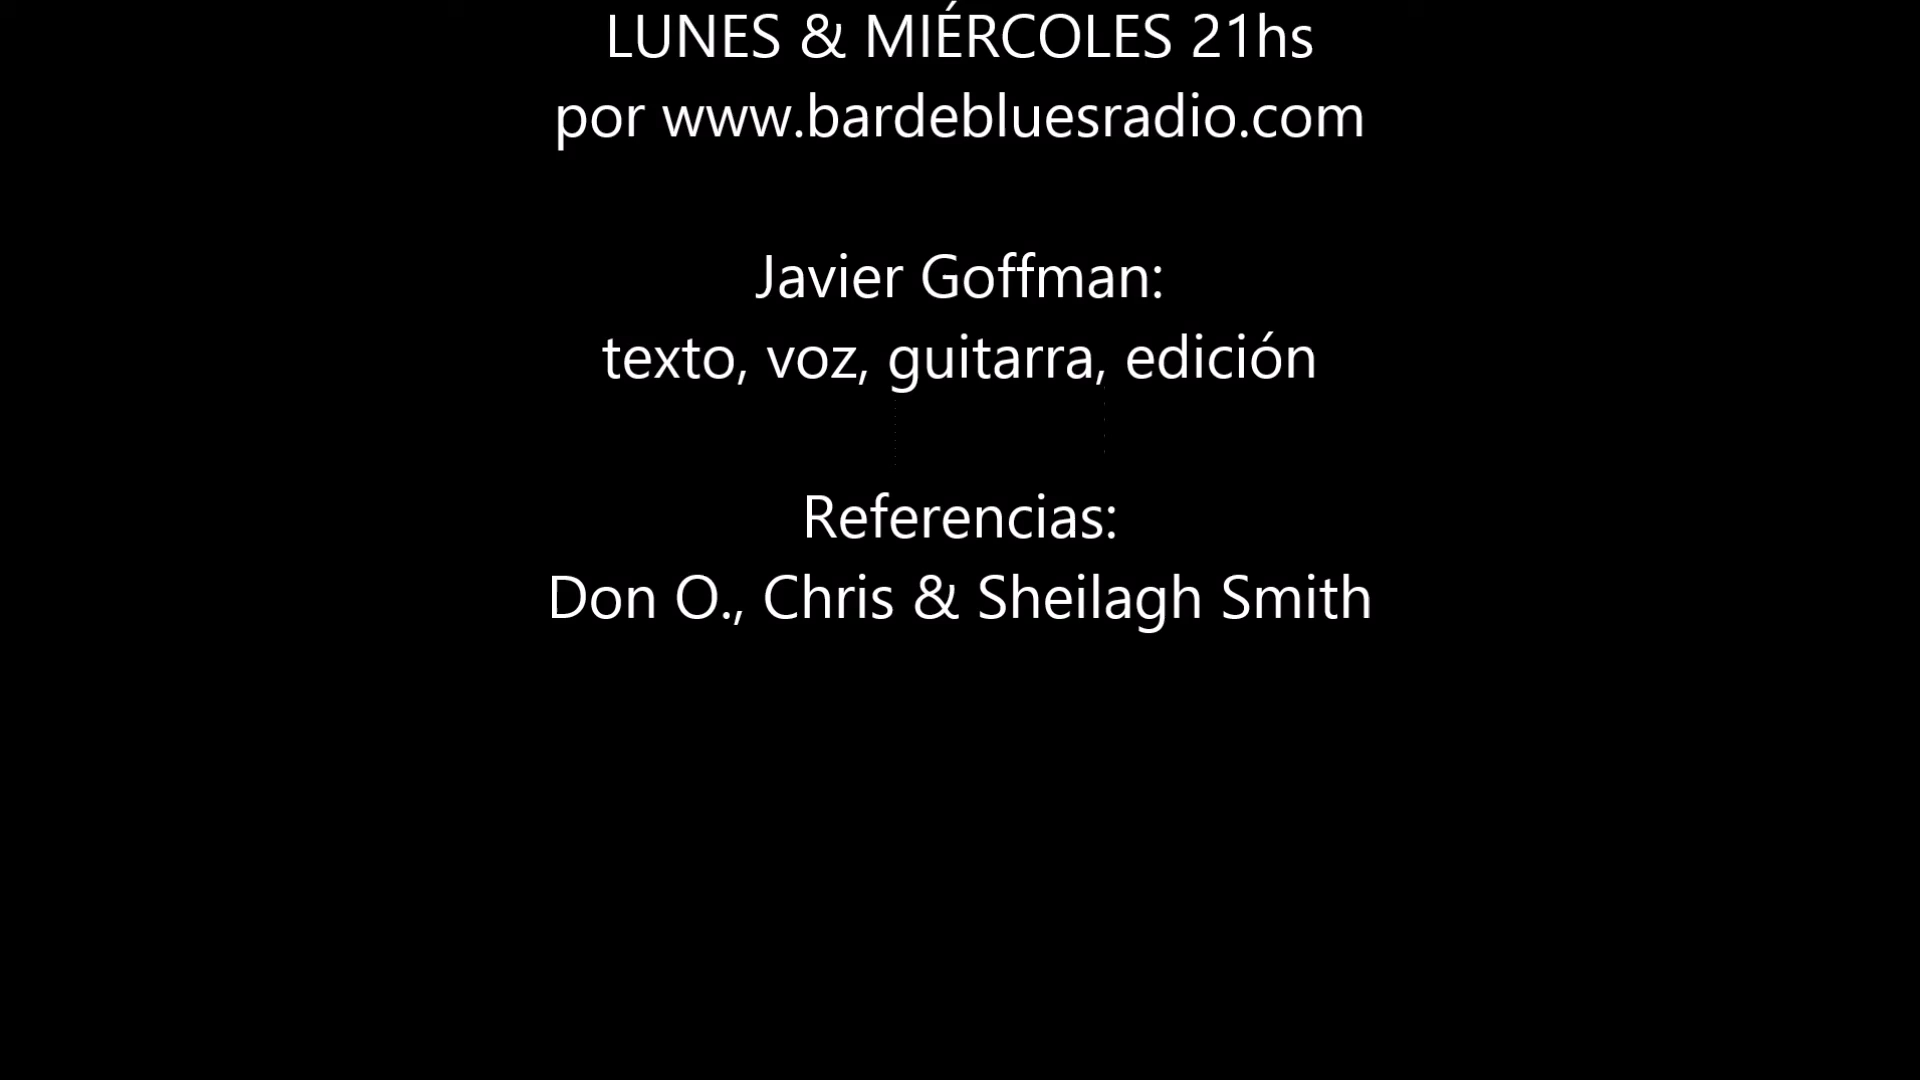 LUNES & MIÉRCOLES 21hs
por www.bardebluesradio.com
Javier Goffman:
texto, voz, guitarra, edición
Referencias:
Don O., Chris & Sheilagh Smith